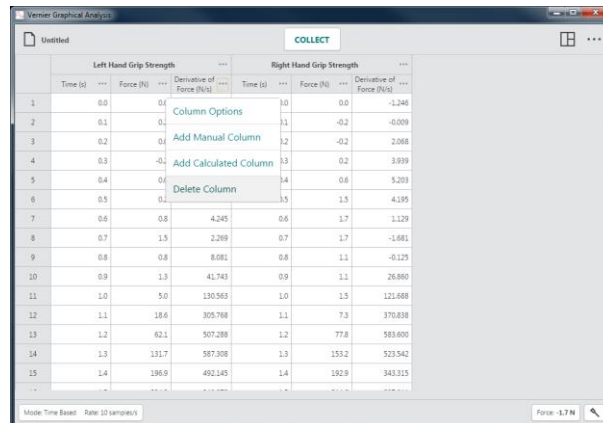 Vernier Graphical Analysis
Untitled
COLLECT
Left Hand Grip Strength ... Right Hand Grip Strength ...
Time (s) ... Force (N) ... Derivative of Force (N/s) ... Time (s) ... Force (N) ... Derivative of Force (N/s) ...
1 0.0 0.0 -1.246
2 0.1 -0.2 -0.009
3 0.2 -0.2 2.068
4 0.3 0.2 3.939
5 0.4 0.6 5.203
6 0.5 1.5 4.195
Column Options
Add Manual Column
Add Calculated Column
Delete Column
7 0.6 0.8 4.245 0.6 1.7 1.129
8 0.7 1.5 2.269 0.7 1.7 -1.681
9 0.8 0.8 8.081 0.8 1.1 -0.125
10 0.9 1.3 41.743 0.9 1.1 26.860
11 1.0 5.0 130.563 1.0 1.5 121.688
12 1.1 18.6 305.768 1.1 7.3 370.838
13 1.2 62.1 507.288 1.2 77.8 583.600
14 1.3 131.7 587.308 1.3 153.2 523.542
15 1.4 196.9 492.145 1.4 192.9 343.315
Mode: Time Based Rate: 10 samples/s Force: -1.7 N